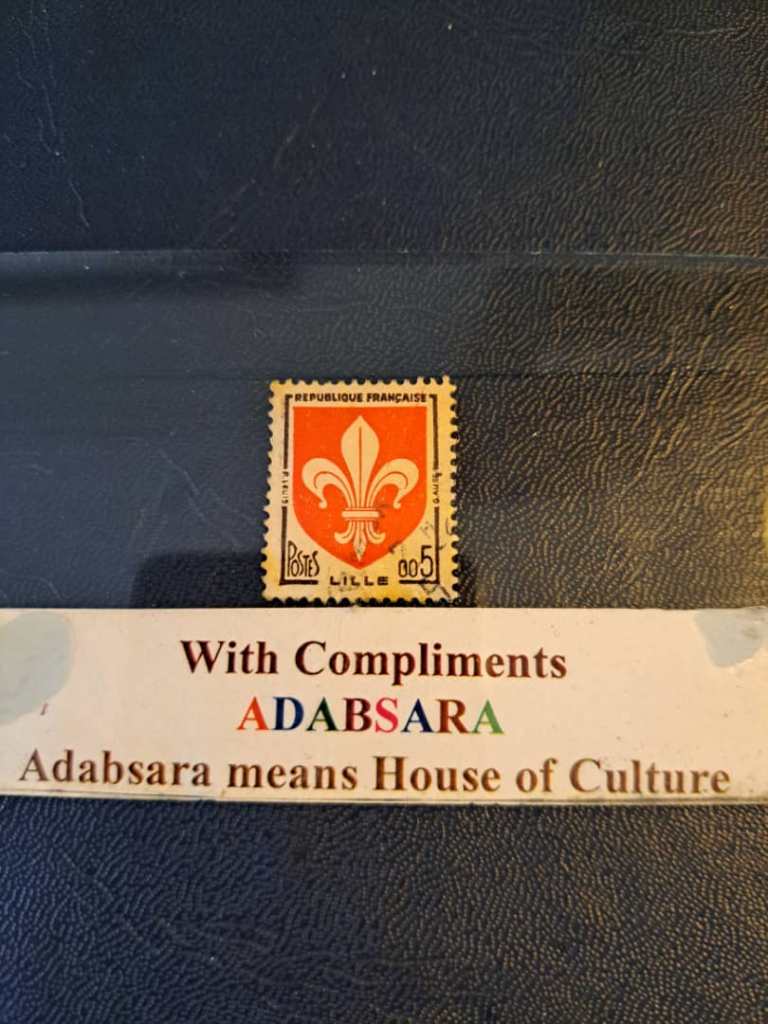 REPUBLIQUE FRANÇAISE
POSTES
LILLE
005
With Compliments
ADABSARA
Adabsara means House of Culture